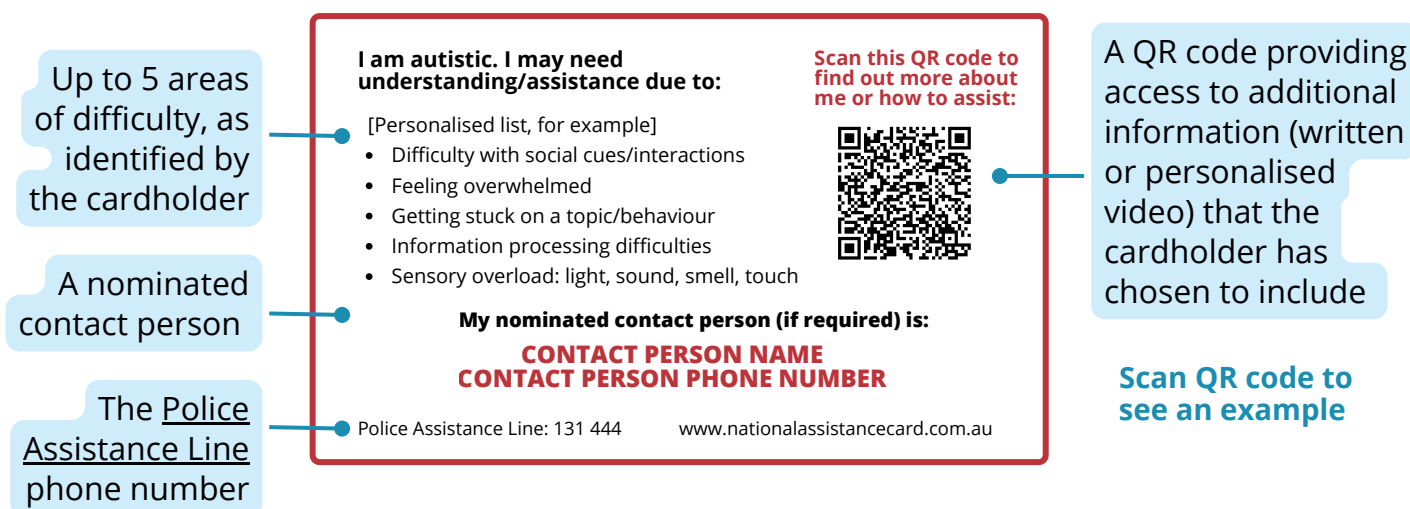 Up to 5 areas
of difficulty, as
identified by
the cardholder
A nominated
contact person
The Police
Assistance Line
phone number
I am autistic. I may need
understanding/assistance due to:
[Personalised list, for example]
• Difficulty with social cues/interactions
• Feeling overwhelmed
• Getting stuck on a topic/behaviour
• Information processing difficulties
• Sensory overload: light, sound, smell, touch
Scan this QR code to
find out more about
me or how to assist:
My nominated contact person (if required) is:
CONTACT PERSON NAME
CONTACT PERSON PHONE NUMBER
Police Assistance Line: 131 444
www.nationalassistancecard.com.au
A QR code providing
access to additional
information (written
or personalised
video) that the
cardholder has
chosen to include
Scan QR code to
see an example